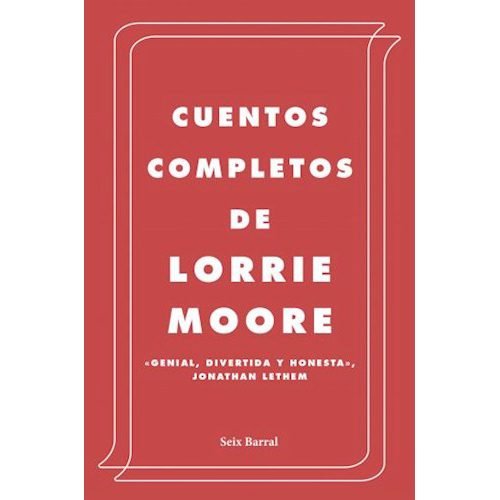 CUENTOS
COMPLETOS
DE
LORRIE
MOORE
«GENIAL, DIVERTIDA Y HONESTA»,
JONATHAN LETHEM
Seix Barral